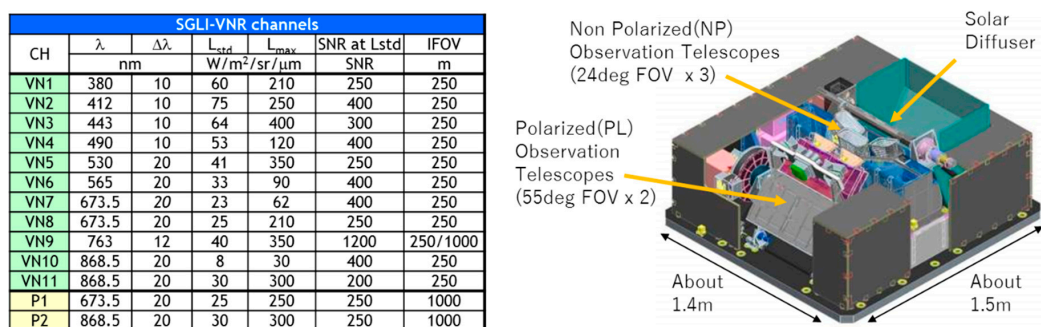 SGLI-VNR channels
CH λ Δλ Lstd Lmax SNR at Lstd IFOV
nm W/m²/sr/μm SNR m
VN1 380 10 60 210 250 250
VN2 412 10 75 250 400 250
VN3 443 10 64 400 300 250
VN4 490 10 53 120 400 250
VN5 530 20 41 350 250 250
VN6 565 20 33 90 400 250
VN7 673.5 20 23 62 400 250
VN8 673.5 20 25 210 250 250
VN9 763 12 40 350 1200 250/1000
VN10 868.5 20 8 30 400 250
VN11 868.5 20 30 300 200 250
P1 673.5 20 25 250 250 1000
P2 868.5 20 30 300 250 1000
Non Polarized(NP)
Observation Telescopes
(24deg FOV x 3)
Solar
Diffuser
Polarized(PL)
Observation
Telescopes
(55deg FOV x 2)
About
1.4m
About
1.5m